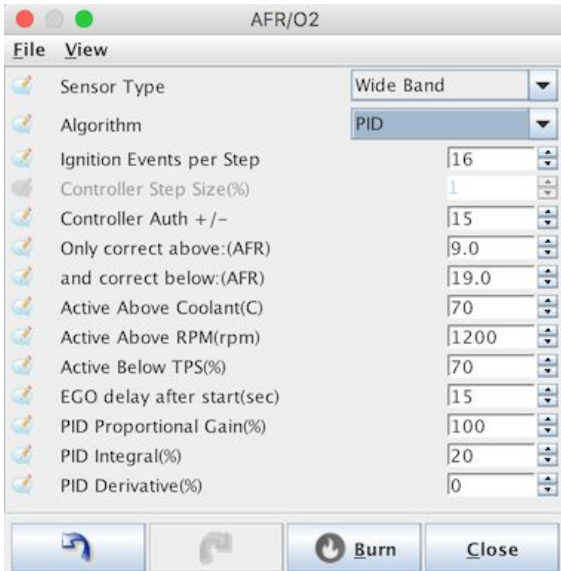 AFR/O2
File View
Sensor Type Wide Band
Algorithm PID
Ignition Events per Step 16
Controller Step Size(%) 1
Controller Auth +/- 15
Only correct above:(AFR) 9.0
and correct below:(AFR) 19.0
Active Above Coolant(C) 70
Active Above RPM(rpm) 1200
Active Below TPS(%) 70
EGO delay after start(sec) 15
PID Proportional Gain(%) 100
PID Integral(%) 20
PID Derivative(%) 0
Burn Close